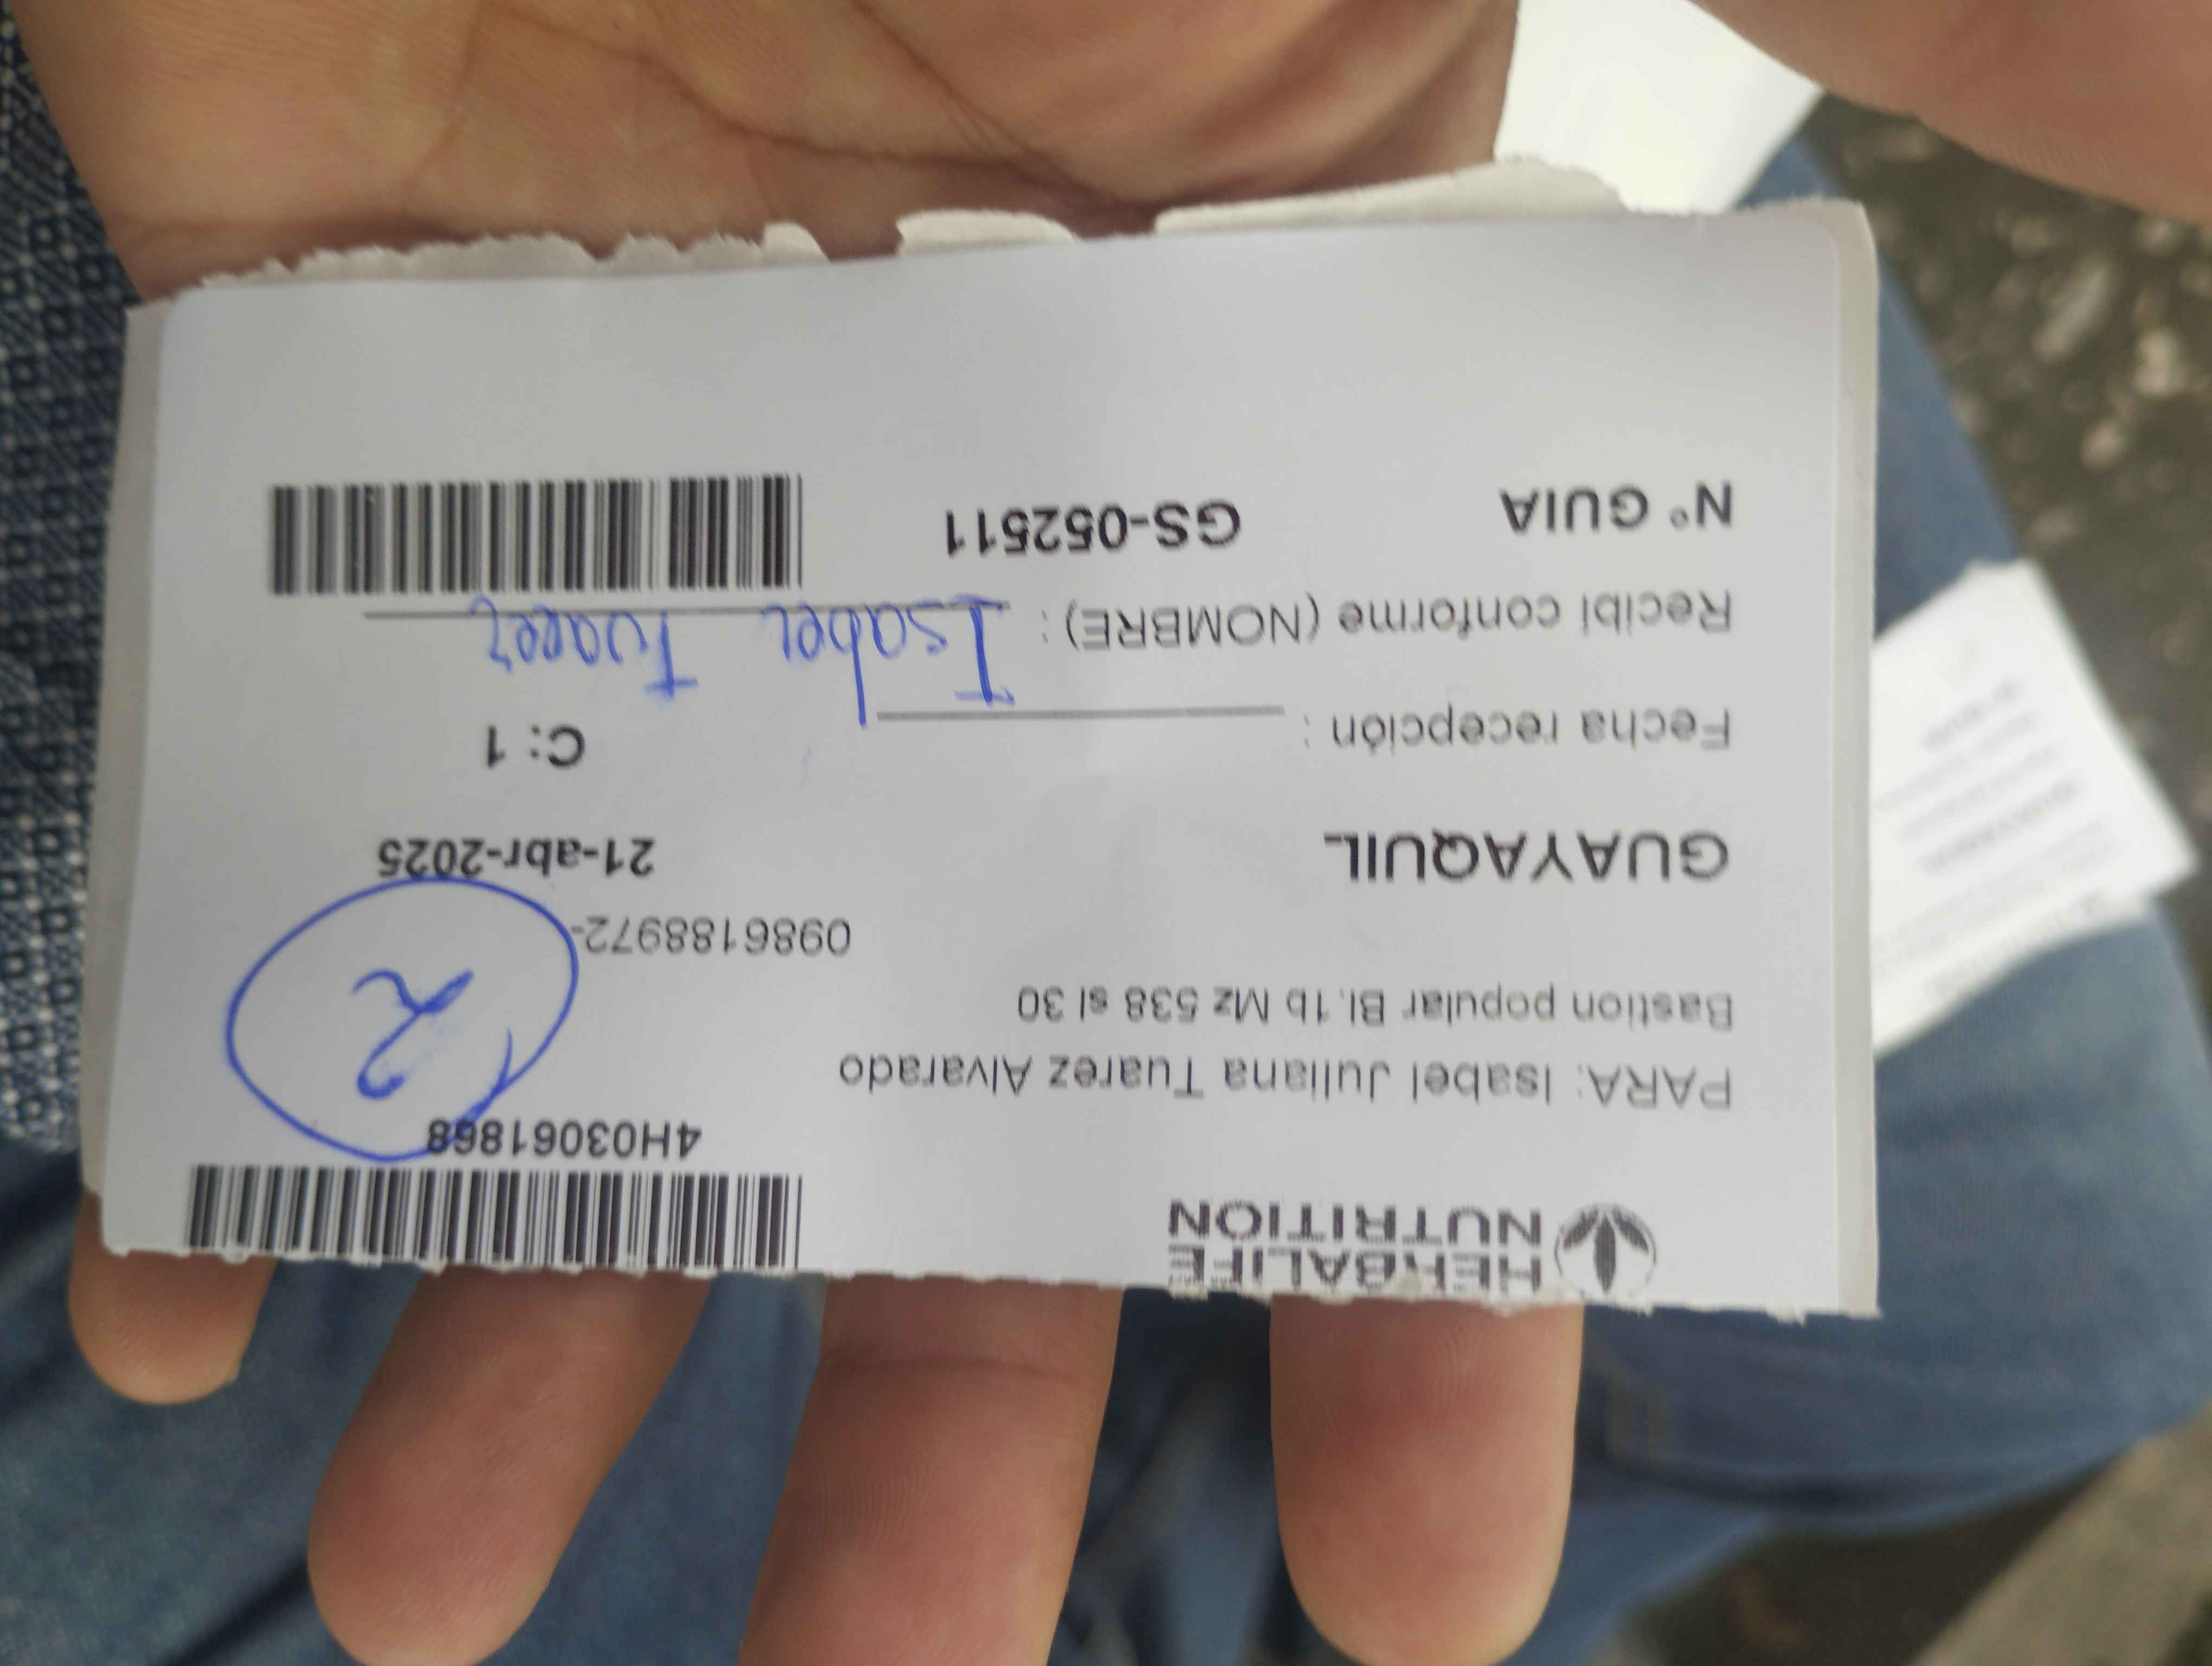 HERBALIFE
NUTRITION
4H03061868
PARA: Isabel Juliana Tuarez Alvarado
Bastion popular Bl.1b Mz 538 sl 30
0986188972-
2
GUAYAQUIL
21-abr-2025
Fecha recepción :
C: 1
Recibí conforme (NOMBRE) : Isabel Tuarez
N° GUIA GS-052511